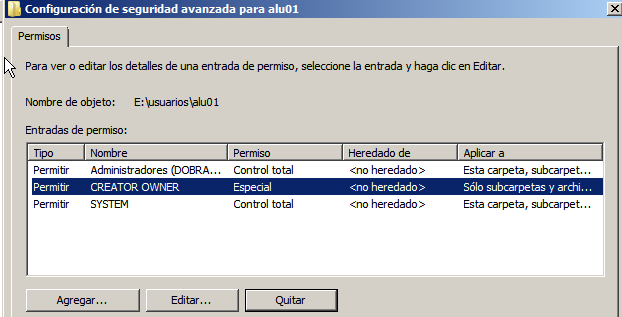 Configuración de seguridad avanzada para alu01
Permisos
Para ver o editar los detalles de una entrada de permiso, seleccione la entrada y haga clic en Editar.
Nombre de objeto: E:\usuarios\alu01
Entradas de permiso:
Tipo Nombre Permiso Heredado de Aplicar a
Permitir Administradores (DOBRA... Control total <no heredado> Esta carpeta, subcarpet...
Permitir CREATOR OWNER Especial <no heredado> Sólo subcarpetas y archi...
Permitir SYSTEM Control total <no heredado> Esta carpeta, subcarpet...
Agregar... Editar... Quitar